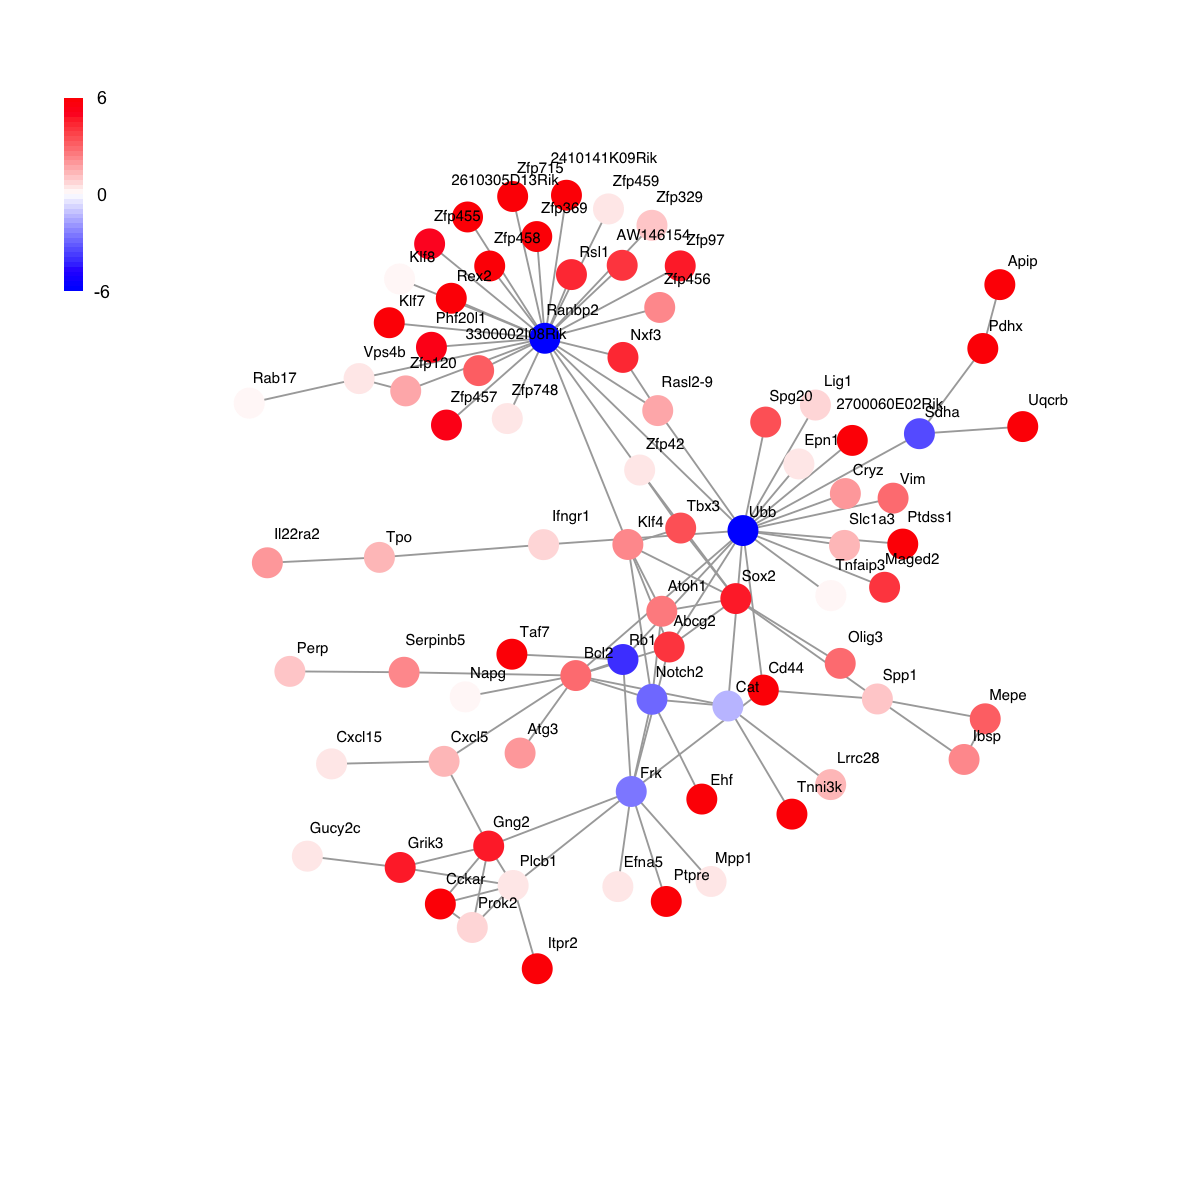 6
0
-6
2410141K09Rik
Zfp715
2610305D13Rik
Zfp459
Zfp329
Zfp369
Zfp455
Zfp458
AW146154
Zfp97
Klf8
Rsl1
Rex2
Zfp456
Klf7
Phf20l1
Ranbp2
3300002I08Rik
Nxf3
Vps4b
Zfp120
Rab17
Zfp457
Zfp748
Rasl2-9
Apip
Pdhx
Spg20
Lig1
2700060E02Rik
Sdha
Uqcrb
Zfp42
Epn1
Cryz
Vim
Tbx3
Ubb
Slc1a3
Ptdss1
Il22ra2
Tpo
Ifngr1
Klf4
Tnfaip3
Maged2
Sox2
Atoh1
Abcg2
Perp
Serpinb5
Taf7
Bcl2
Rb1
Olig3
Napg
Notch2
Cat
Cd44
Spp1
Mepe
Ibsp
Cxcl15
Cxcl5
Atg3
Frk
Ehf
Lrrc28
Tnni3k
Gucy2c
Grik3
Gng2
Plcb1
Efna5
Ptpre
Mpp1
Cckar
Prok2
Itpr2